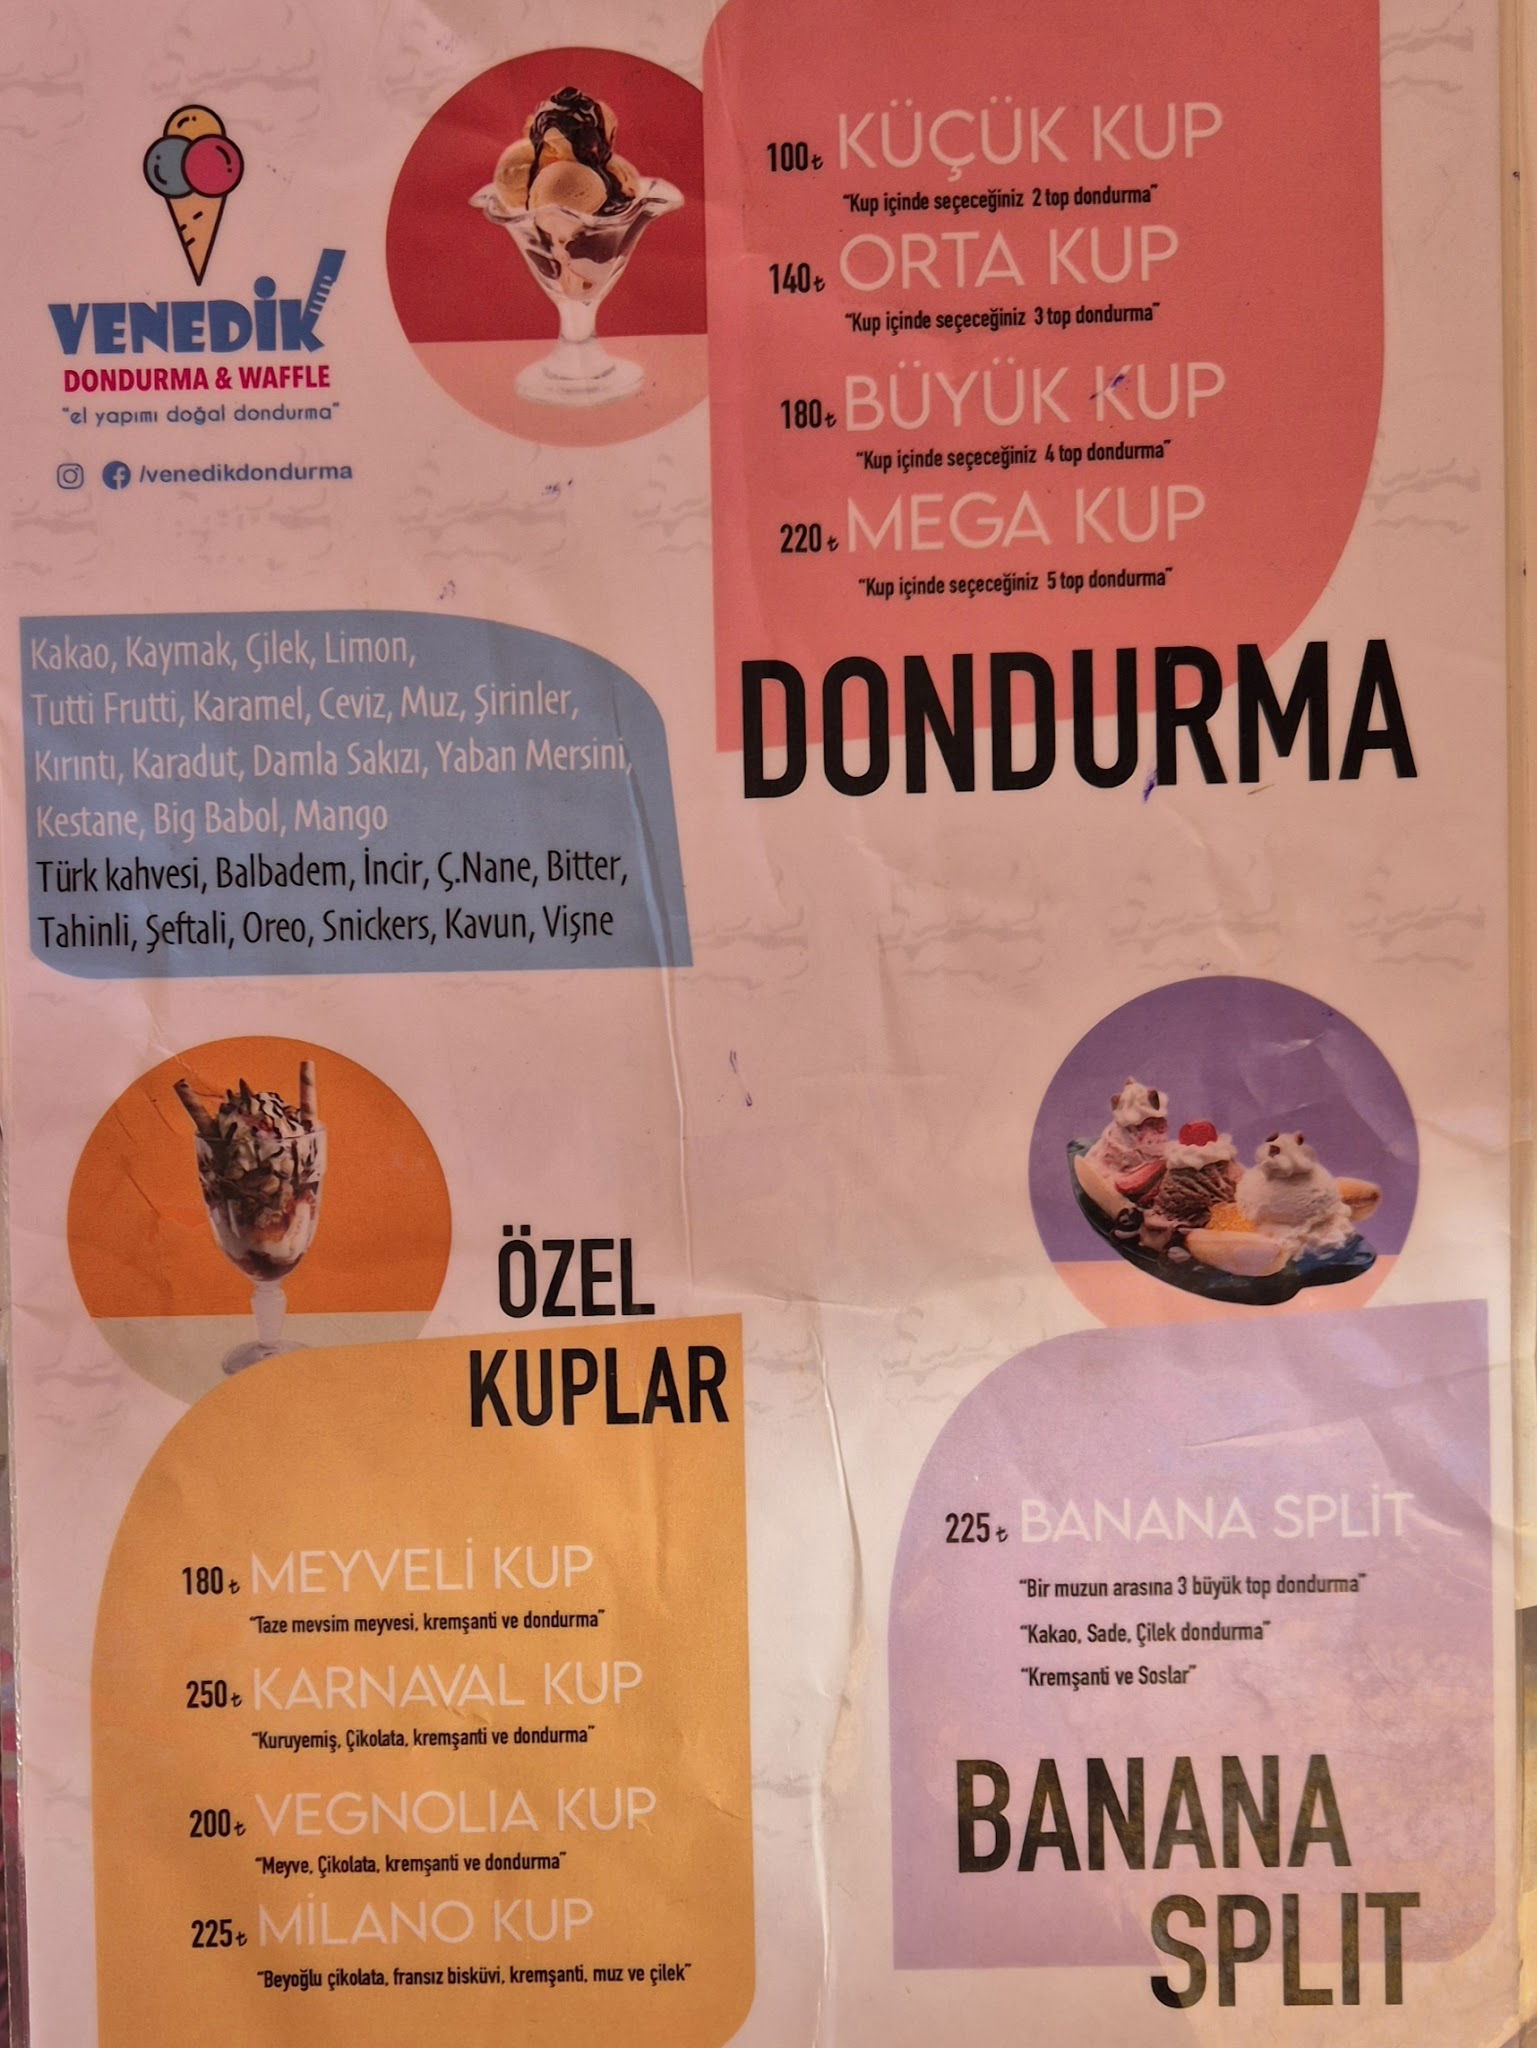 VENEDİK
DONDURMA & WAFFLE
"el yapımı doğal dondurma"
/venedikdondurma
100₺ KÜÇÜK KUP
"Kup içinde seçeceğiniz 2 top dondurma"
140₺ ORTA KUP
"Kup içinde seçeceğiniz 3 top dondurma"
180₺ BÜYÜK KUP
"Kup içinde seçeceğiniz 4 top dondurma"
220₺ MEGA KUP
"Kup içinde seçeceğiniz 5 top dondurma"
DONDURMA
Kakao, Kaymak, Çilek, Limon,
Tutti Frutti, Karamel, Ceviz, Muz, Şirinler,
Kırıntı, Karadut, Damla Sakızı, Yaban Mersini,
Kestane, Big Babol, Mango
Türk kahvesi, Balbadem, İncir, Ç.Nane, Bitter,
Tahinli, Şeftali, Oreo, Snickers, Kavun, Vişne
ÖZEL
KUPLAR
180₺ MEYVELİ KUP
"Taze mevsim meyvesi, kremşanti ve dondurma"
250₺ KARNAVAL KUP
"Kuruyemiş, Çikolata, kremşanti ve dondurma"
200₺ VEGNOLIA KUP
"Meyve, Çikolata, kremşanti ve dondurma"
225₺ MİLANO KUP
"Beyoğlu çikolata, fransız bisküvi, kremşanti, muz ve çilek"
225₺ BANANA SPLİT
"Bir muzun arasına 3 büyük top dondurma"
"Kakao, Sade, Çilek dondurma"
"Kremşanti ve Soslar"
BANANA
SPLIT